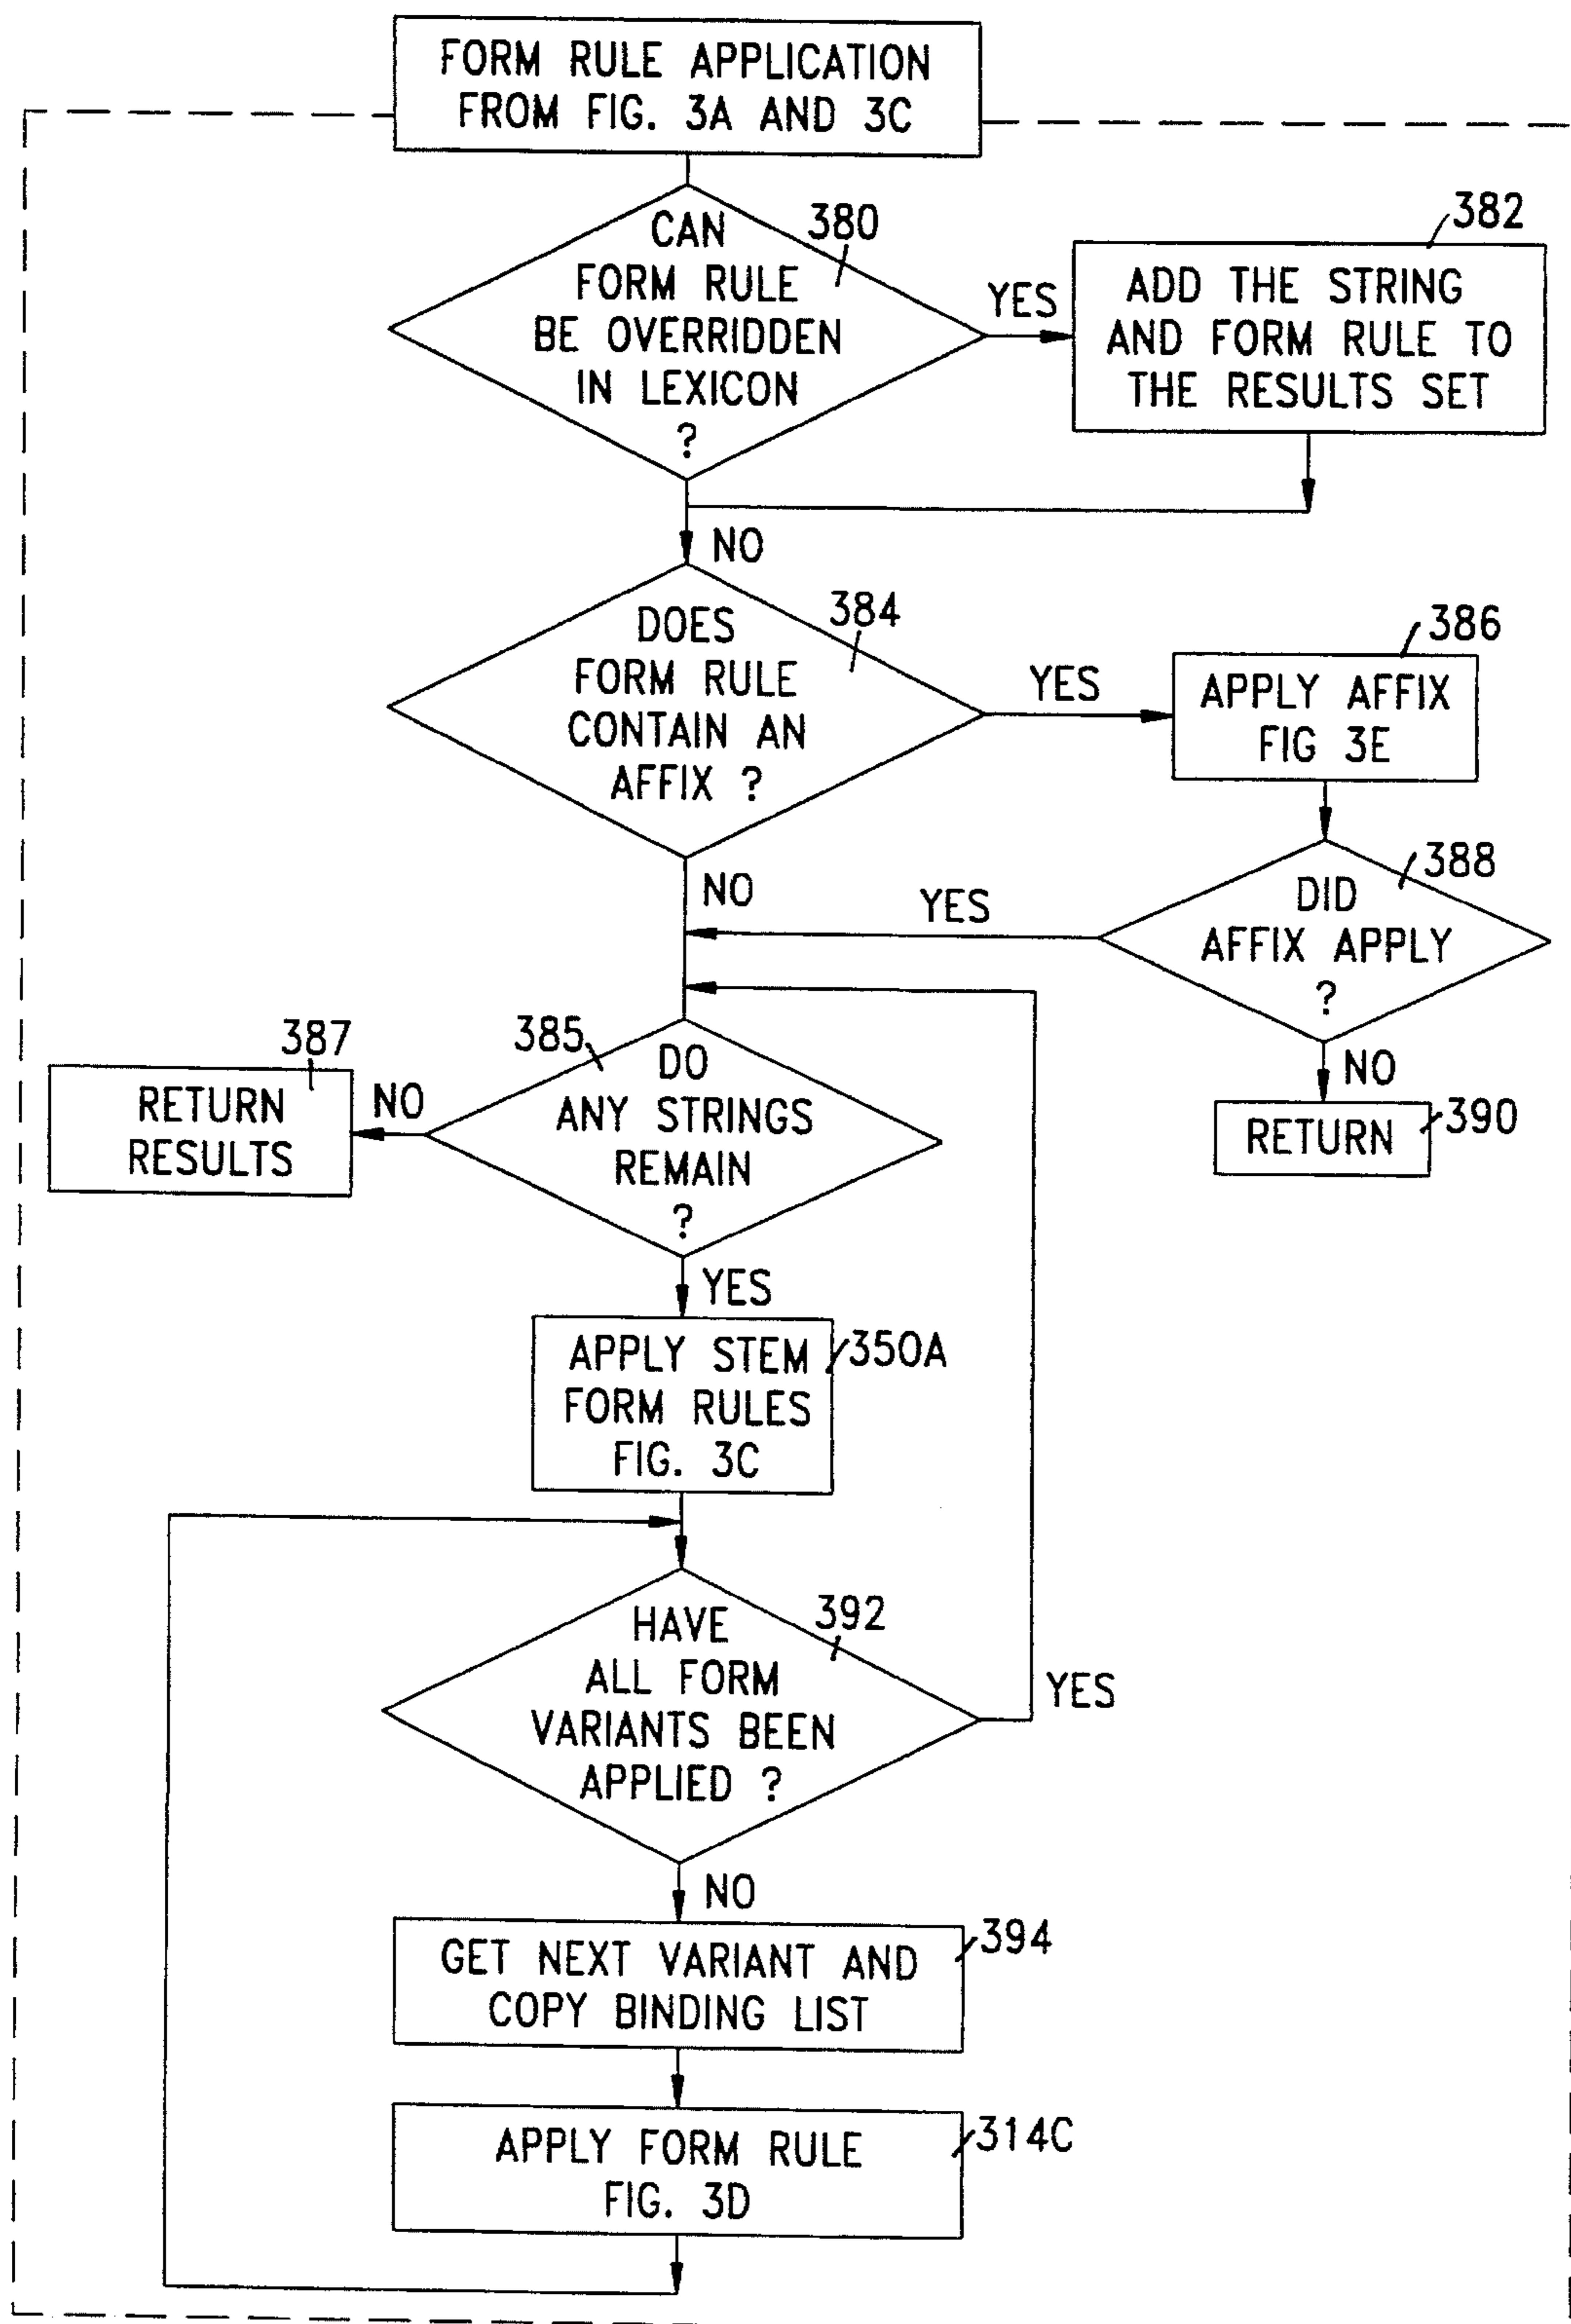 FORM RULE APPLICATION
FROM FIG. 3A AND 3C
380
CAN
FORM RULE
BE OVERRIDDEN
IN LEXICON
?
YES
382
ADD THE STRING
AND FORM RULE TO
THE RESULTS SET
NO
384
DOES
FORM RULE
CONTAIN AN
AFFIX ?
YES
386
APPLY AFFIX
FIG 3E
NO
388
DID
AFFIX APPLY
?
YES
NO
RETURN
390
385
DO
ANY STRINGS
REMAIN
?
NO
387
RETURN
RESULTS
YES
350A
APPLY STEM
FORM RULES
FIG. 3C
392
HAVE
ALL FORM
VARIANTS BEEN
APPLIED ?
YES
NO
394
GET NEXT VARIANT AND
COPY BINDING LIST
314C
APPLY FORM RULE
FIG. 3D